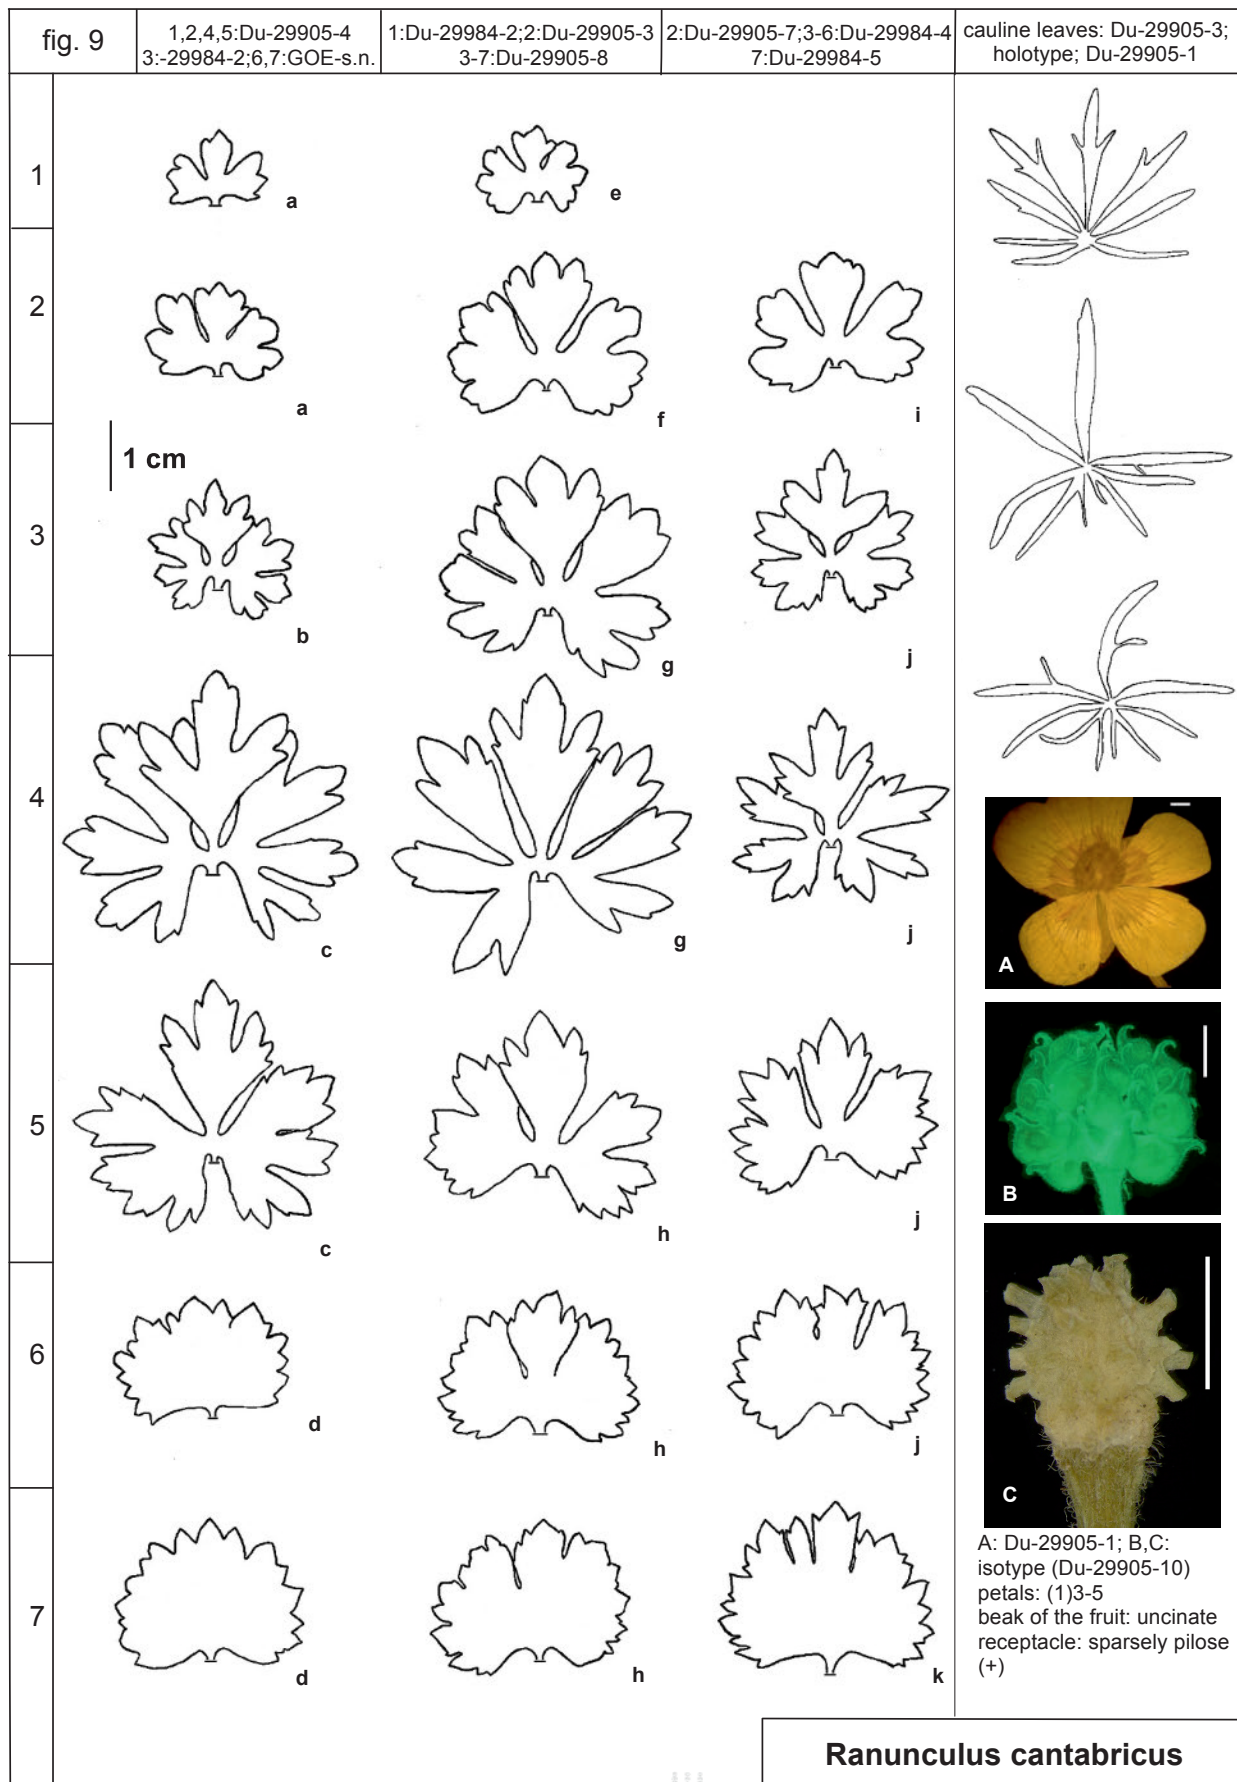 fig. 9
1,2,4,5:Du-29905-4
3:-29984-2;6,7:GOE-s.n.
1:Du-29984-2;2:Du-29905-3
3-7:Du-29905-8
2:Du-29905-7;3-6:Du-29984-4
7:Du-29984-5
cauline leaves: Du-29905-3;
holotype; Du-29905-1
1
a
e
2
a
f
i
1 cm
3
b
g
j
4
c
g
j
A
5
c
h
j
B
6
d
h
j
C
7
d
h
k
A: Du-29905-1; B,C:
isotype (Du-29905-10)
petals: (1)3-5
beak of the fruit: uncinate
receptacle: sparsely pilose
(+)
Ranunculus cantabricus